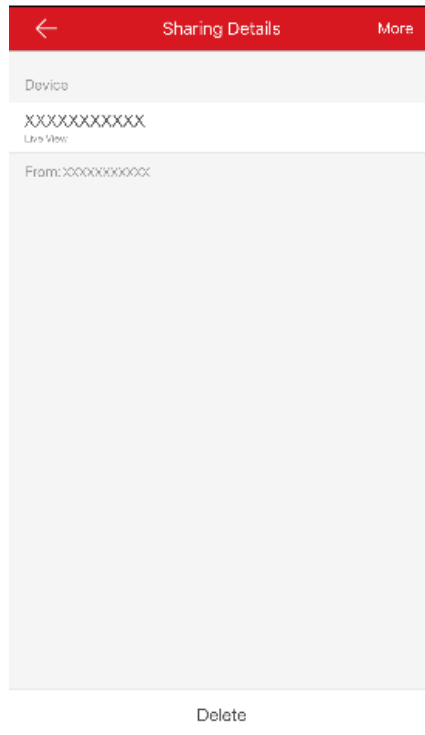 Sharing Details
More
Device
XXXXXXXXXXX
Live View
From: XXXXXXXXXXX
Delete